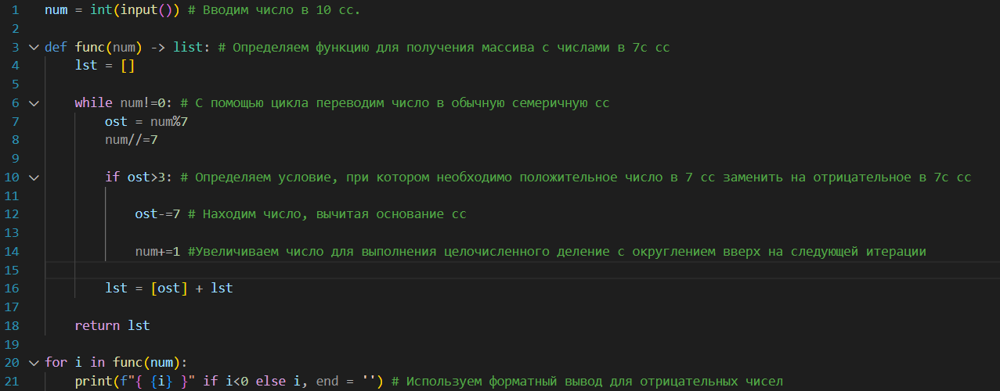 1 num = int(input()) # Вводим число в 10 сс.
2
3 def func(num) -> list: # Определяем функцию для получения массива с числами в 7с сс
4 lst = []
5
6 while num!=0: # С помощью цикла переводим число в обычную семеричную сс
7 ost = num%7
8 num//=7
9
10 if ost>3: # Определяем условие, при котором необходимо положительное число в 7 сс заменить на отрицательное в 7с сс
11
12 ost-=7 # Находим число, вычитая основание сс
13
14 num+=1 #Увеличиваем число для выполнения целочисленного деление с округлением вверх на следующей итерации
15
16 lst = [ost] + lst
17
18 return lst
19
20 for i in func(num):
21 print(f"{ {i} }" if i<0 else i, end = '') # Используем форматный вывод для отрицательных чисел